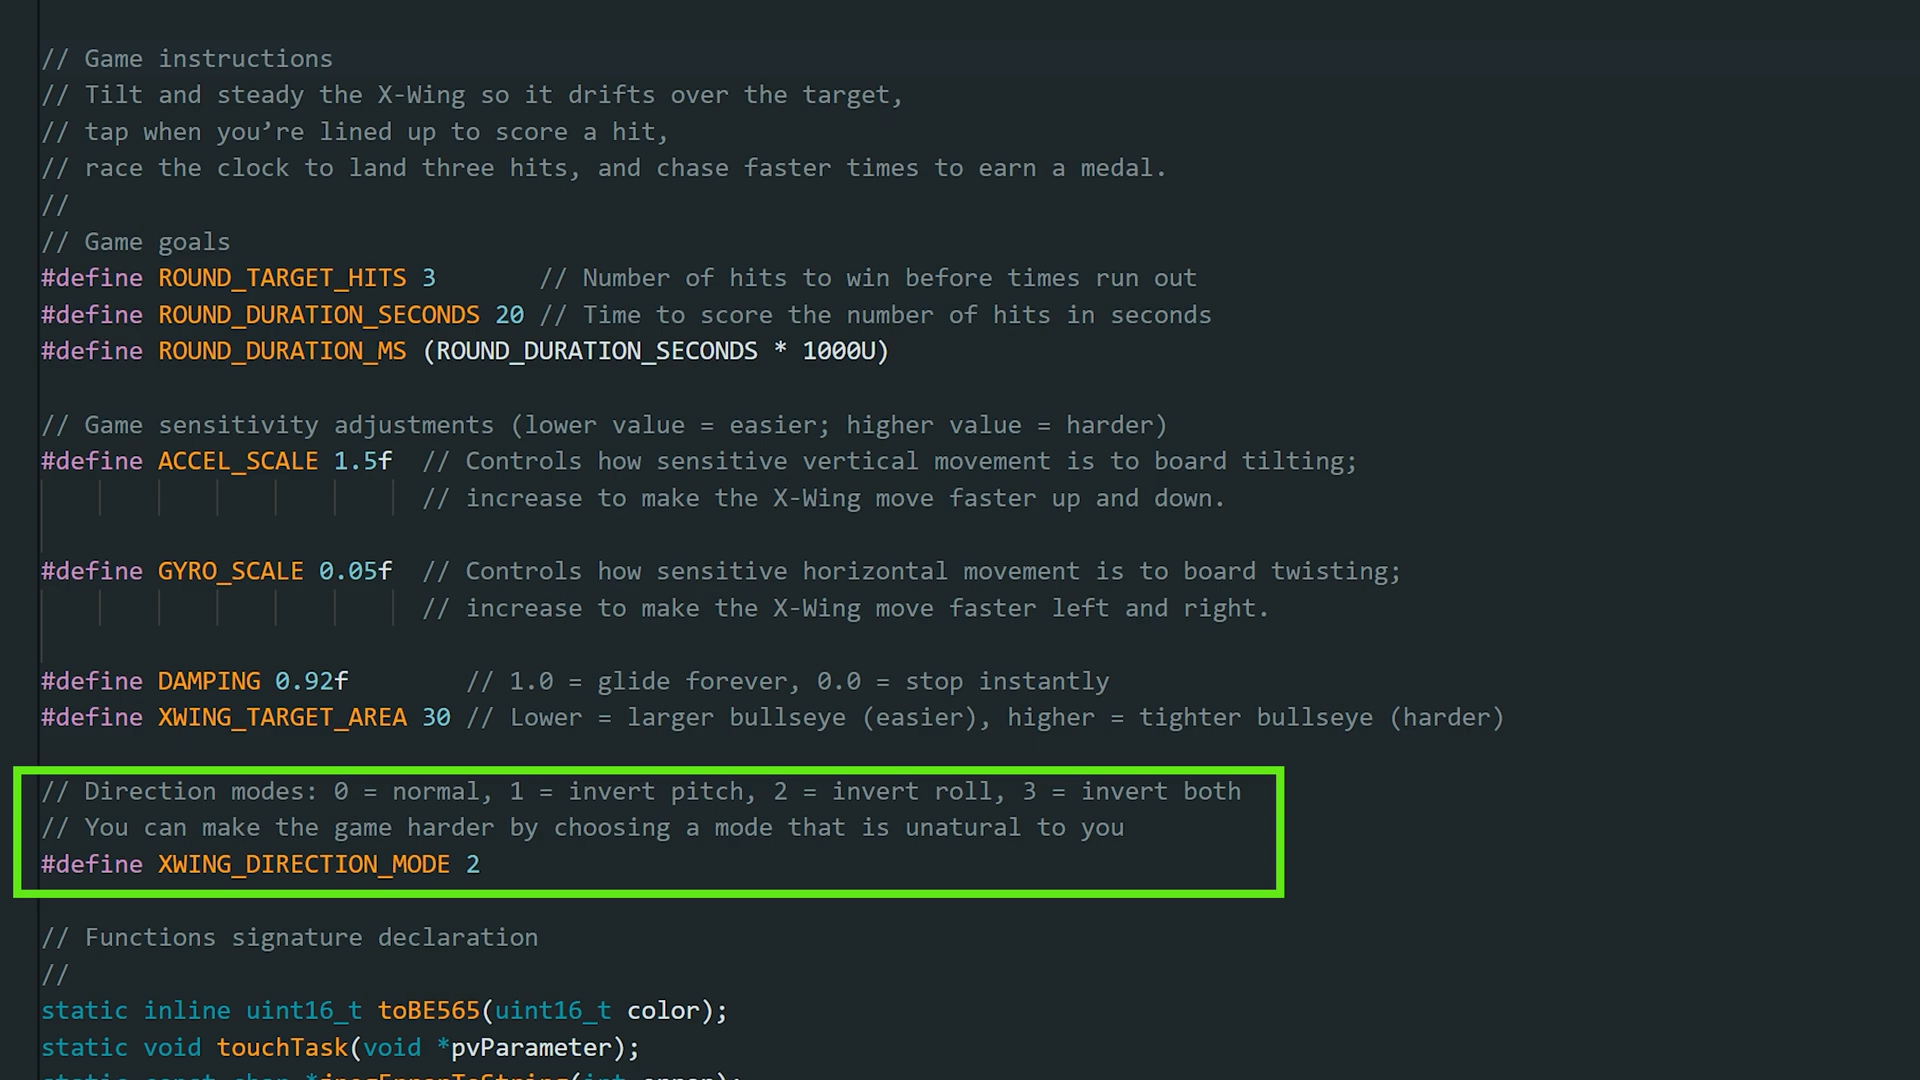 // Game instructions
// Tilt and steady the X-Wing so it drifts over the target,
// tap when you’re lined up to score a hit,
// race the clock to land three hits, and chase faster times to earn a medal.
//
// Game goals
#define ROUND_TARGET_HITS 3 // Number of hits to win before times run out
#define ROUND_DURATION_SECONDS 20 // Time to score the number of hits in seconds
#define ROUND_DURATION_MS (ROUND_DURATION_SECONDS * 1000U)
// Game sensitivity adjustments (lower value = easier; higher value = harder)
#define ACCEL_SCALE 1.5f // Controls how sensitive vertical movement is to board tilting;
// increase to make the X-Wing move faster up and down.
#define GYRO_SCALE 0.05f // Controls how sensitive horizontal movement is to board twisting;
// increase to make the X-Wing move faster left and right.
#define DAMPING 0.92f // 1.0 = glide forever, 0.0 = stop instantly
#define XWING_TARGET_AREA 30 // Lower = larger bullseye (easier), higher = tighter bullseye (harder)
// Direction modes: 0 = normal, 1 = invert pitch, 2 = invert roll, 3 = invert both
// You can make the game harder by choosing a mode that is unnatural to you
#define XWING_DIRECTION_MODE 2
// Functions signature declaration
//
static inline uint16_t toBE565(uint16_t color);
static void touchTask(void *pvParameter);